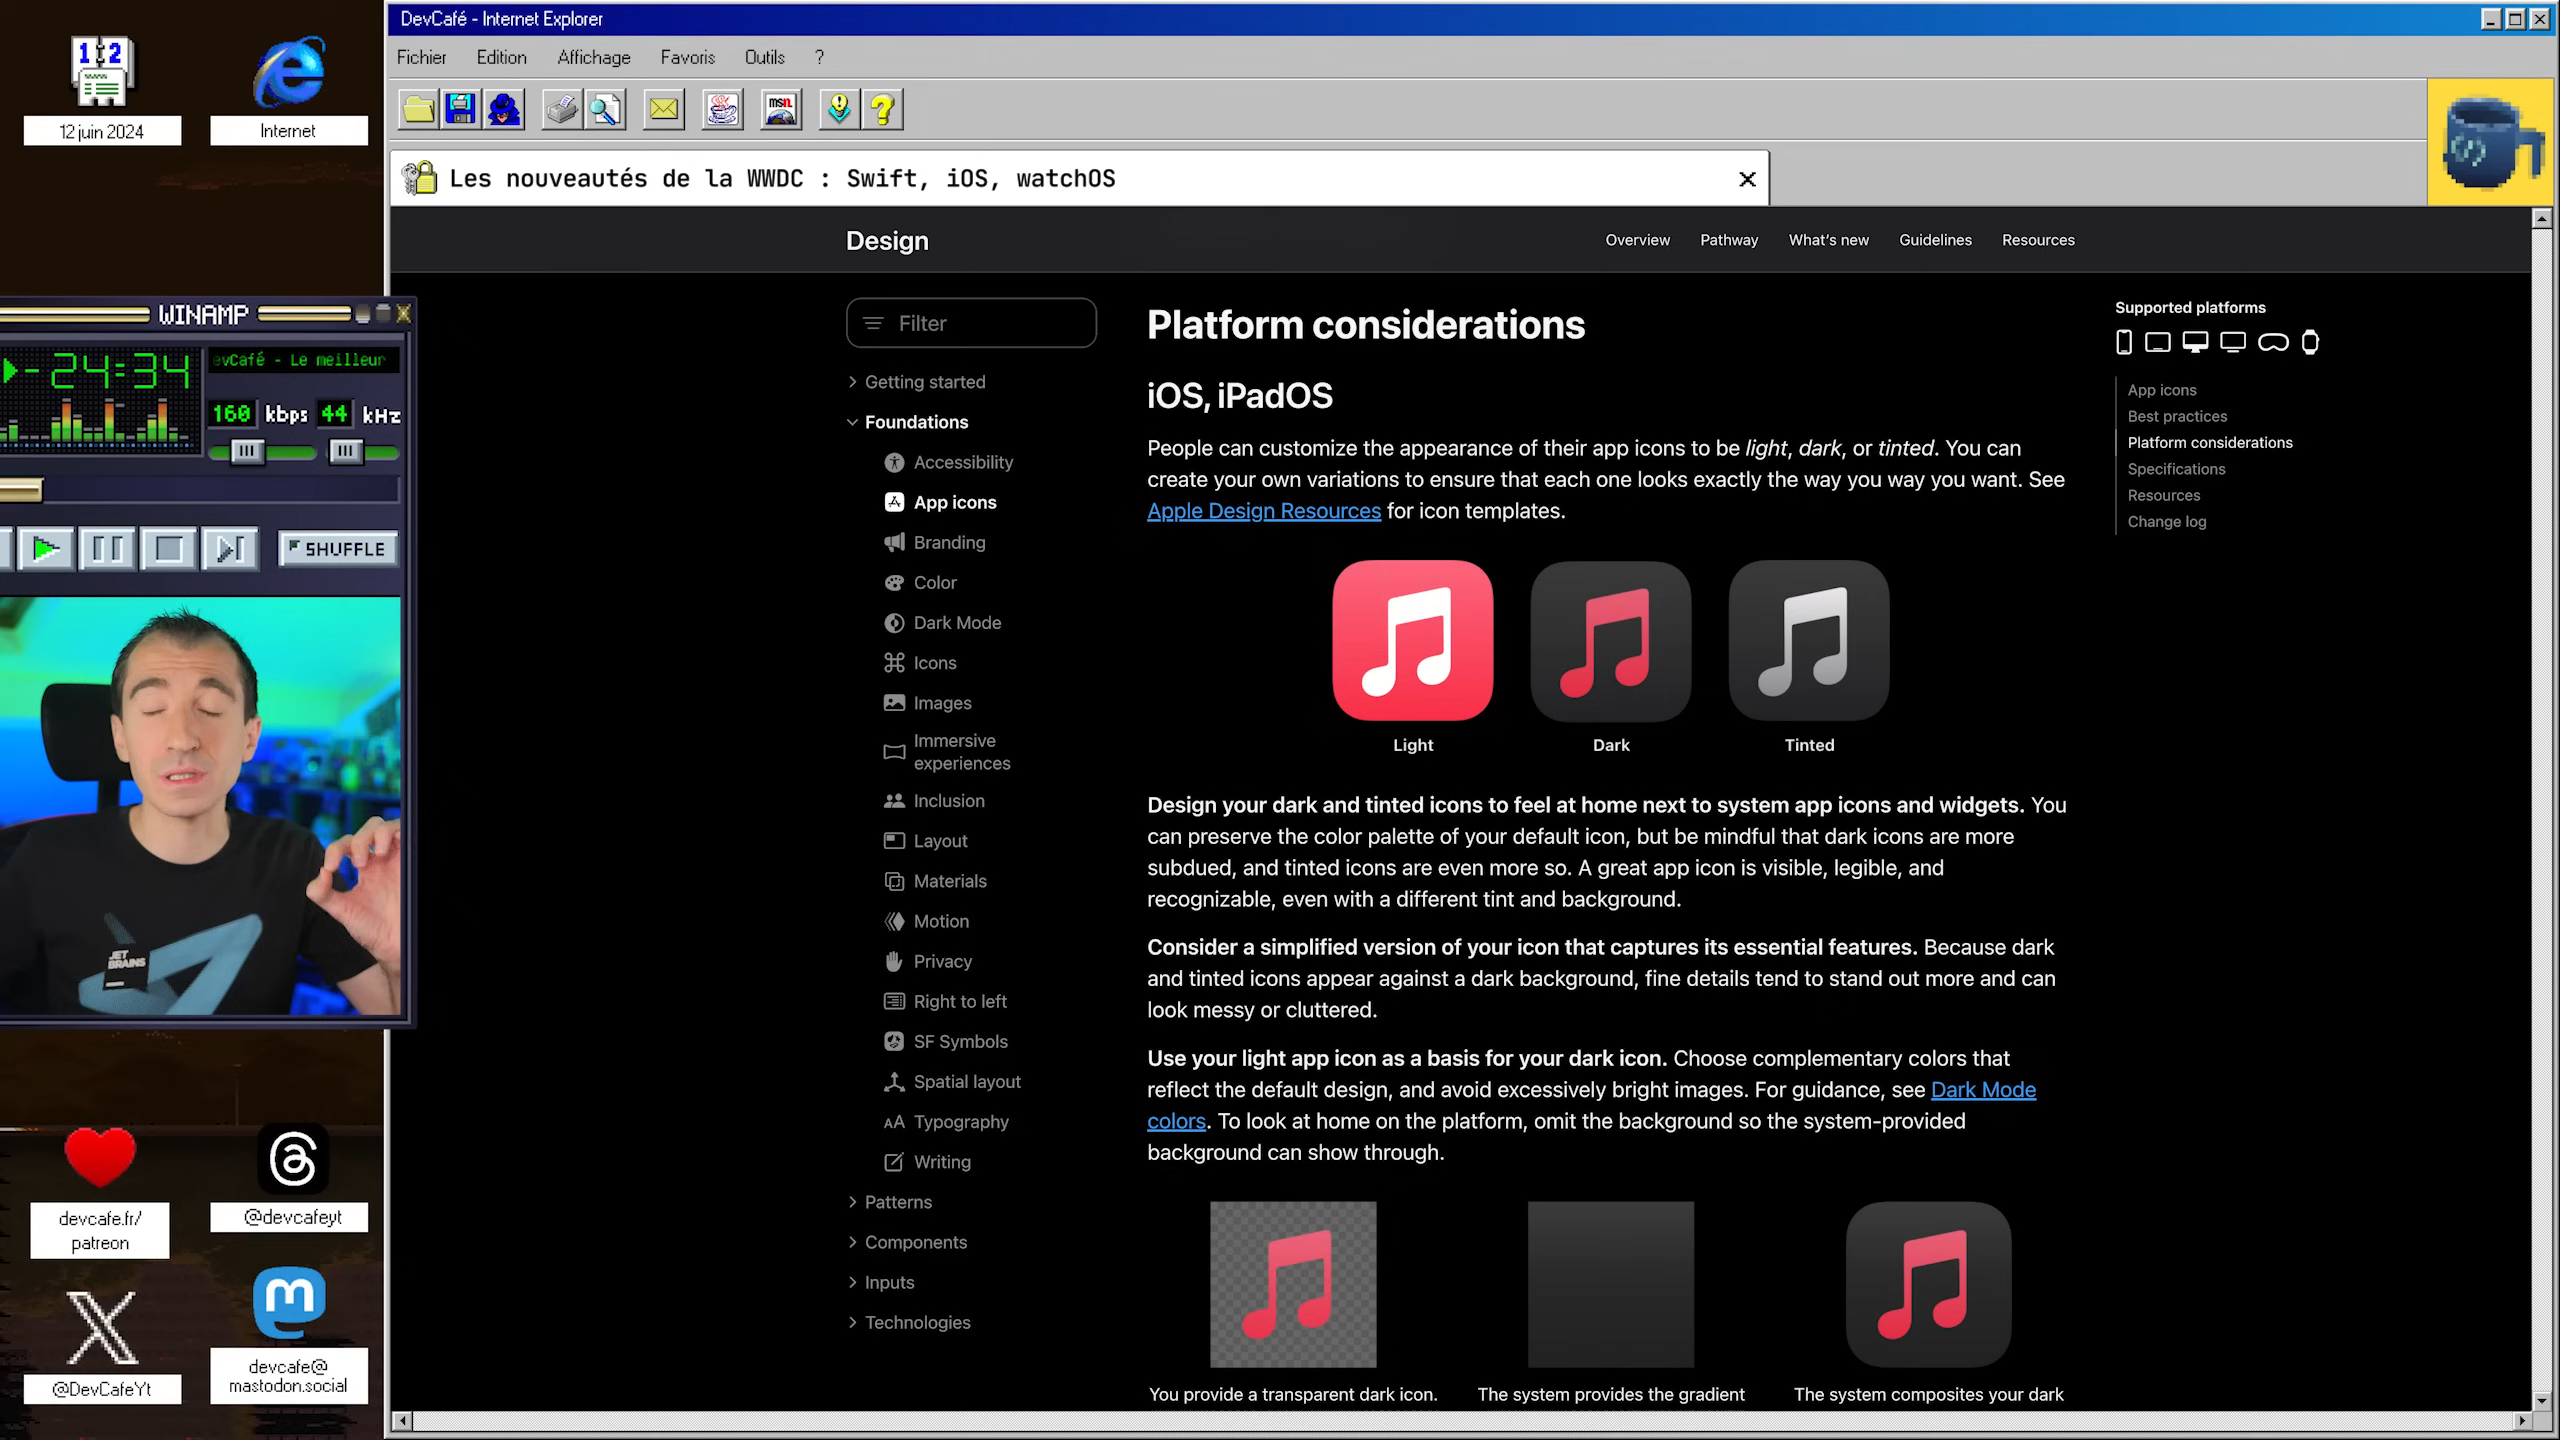 DevCafé - Internet Explorer
Fichier Edition Affichage Favoris Outils ?
12
12 juin 2024
Internet
msn
Les nouveautés de la WWDC : Swift, iOS, watchOS
Design
Overview Pathway What's new Guidelines Resources
WINAMP
-24:34
evCafé - Le meilleur
160 kbps 44 kHz
SHUFFLE
JET
BRAINS
devcafe.fr/
patreon
@devcafeyt
@DevCafeYt
devcafe@
mastodon.social
Filter
Getting started
Foundations
Accessibility
App icons
Branding
Color
Dark Mode
Icons
Images
Immersive
experiences
Inclusion
Layout
Materials
Motion
Privacy
Right to left
SF Symbols
Spatial layout
AA Typography
Writing
Patterns
Components
Inputs
Technologies
Platform considerations
iOS, iPadOS
People can customize the appearance of their app icons to be light, dark, or tinted. You can
create your own variations to ensure that each one looks exactly the way you way you want. See
Apple Design Resources for icon templates.
Light Dark Tinted
Design your dark and tinted icons to feel at home next to system app icons and widgets. You
can preserve the color palette of your default icon, but be mindful that dark icons are more
subdued, and tinted icons are even more so. A great app icon is visible, legible, and
recognizable, even with a different tint and background.
Consider a simplified version of your icon that captures its essential features. Because dark
and tinted icons appear against a dark background, fine details tend to stand out more and can
look messy or cluttered.
Use your light app icon as a basis for your dark icon. Choose complementary colors that
reflect the default design, and avoid excessively bright images. For guidance, see Dark Mode
colors. To look at home on the platform, omit the background so the system-provided
background can show through.
You provide a transparent dark icon. The system provides the gradient The system composites your dark
Supported platforms
App icons
Best practices
Platform considerations
Specifications
Resources
Change log